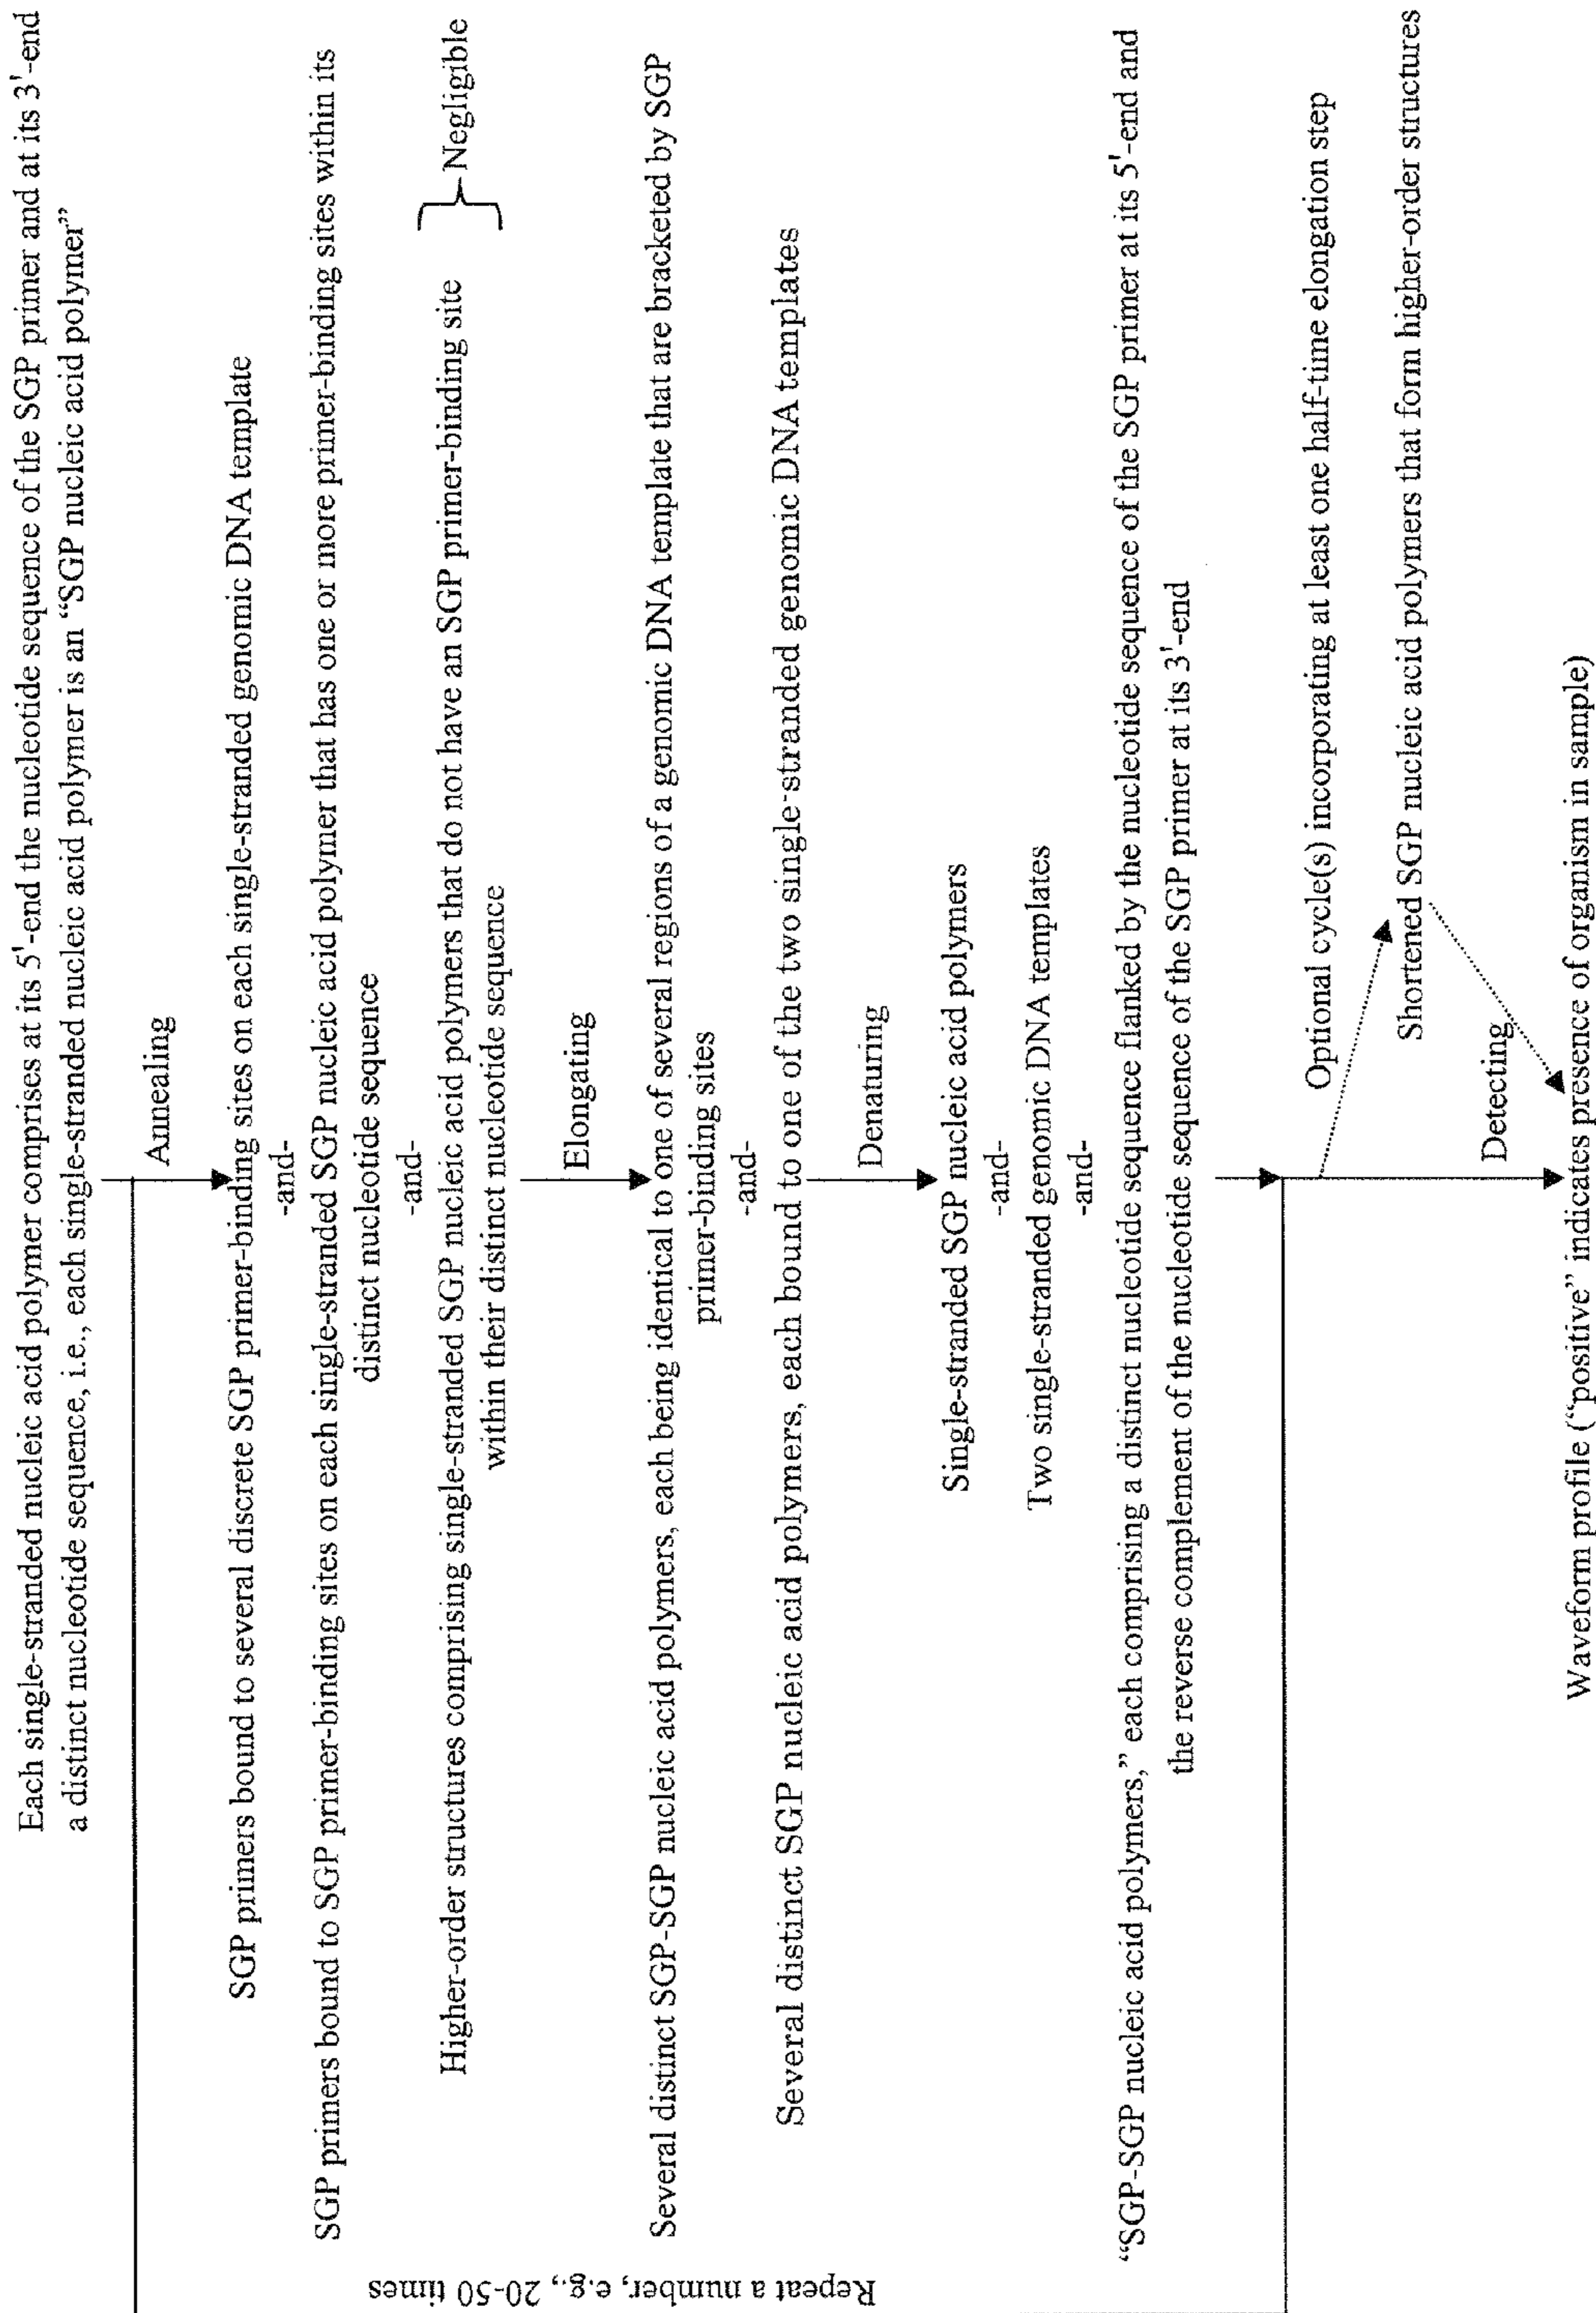 Each single-stranded nucleic acid polymer comprises at its 5'-end the nucleotide sequence of the SGP primer and at its 3'-end
a distinct nucleotide sequence, i.e., each single-stranded nucleic acid polymer is an “SGP nucleic acid polymer”
Annealing
SGP primers bound to several discrete SGP primer-binding sites on each single-stranded genomic DNA template
-and-
SGP primers bound to SGP primer-binding sites on each single-stranded SGP nucleic acid polymer that has one or more primer-binding sites within its
distinct nucleotide sequence
-and-
Higher-order structures comprising single-stranded SGP nucleic acid polymers that do not have an SGP primer-binding site
within their distinct nucleotide sequence
Negligible
Elongating
Several distinct SGP-SGP nucleic acid polymers, each being identical to one of several regions of a genomic DNA template that are bracketed by SGP
primer-binding sites
-and-
Several distinct SGP nucleic acid polymers, each bound to one of the two single-stranded genomic DNA templates
Denaturing
Single-stranded SGP nucleic acid polymers
-and-
Two single-stranded genomic DNA templates
-and-
“SGP-SGP nucleic acid polymers,” each comprising a distinct nucleotide sequence flanked by the nucleotide sequence of the SGP primer at its 5'-end and
the reverse complement of the nucleotide sequence of the SGP primer at its 3'-end
Repeat a number, e.g., 20-50 times
Optional cycle(s) incorporating at least one half-time elongation step
Shortened SGP nucleic acid polymers that form higher-order structures
Detecting
Waveform profile (“positive” indicates presence of organism in sample)